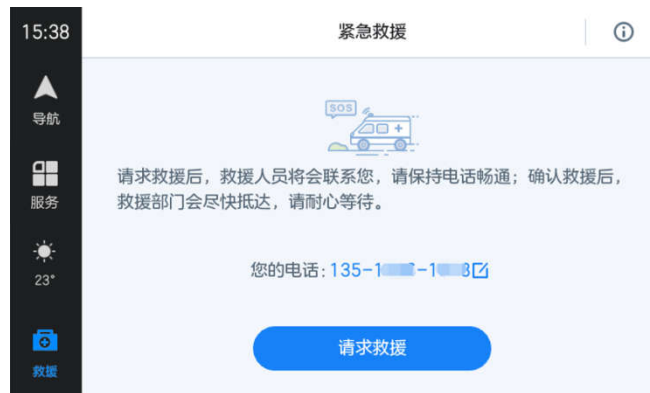 15:38
紧急救援
导航
SOS
请求救援后，救援人员将会联系您，请保持电话畅通；确认救援后，
救援部门会尽快抵达，请耐心等待。
服务
23°
您的电话：135-1
请求救援
救援